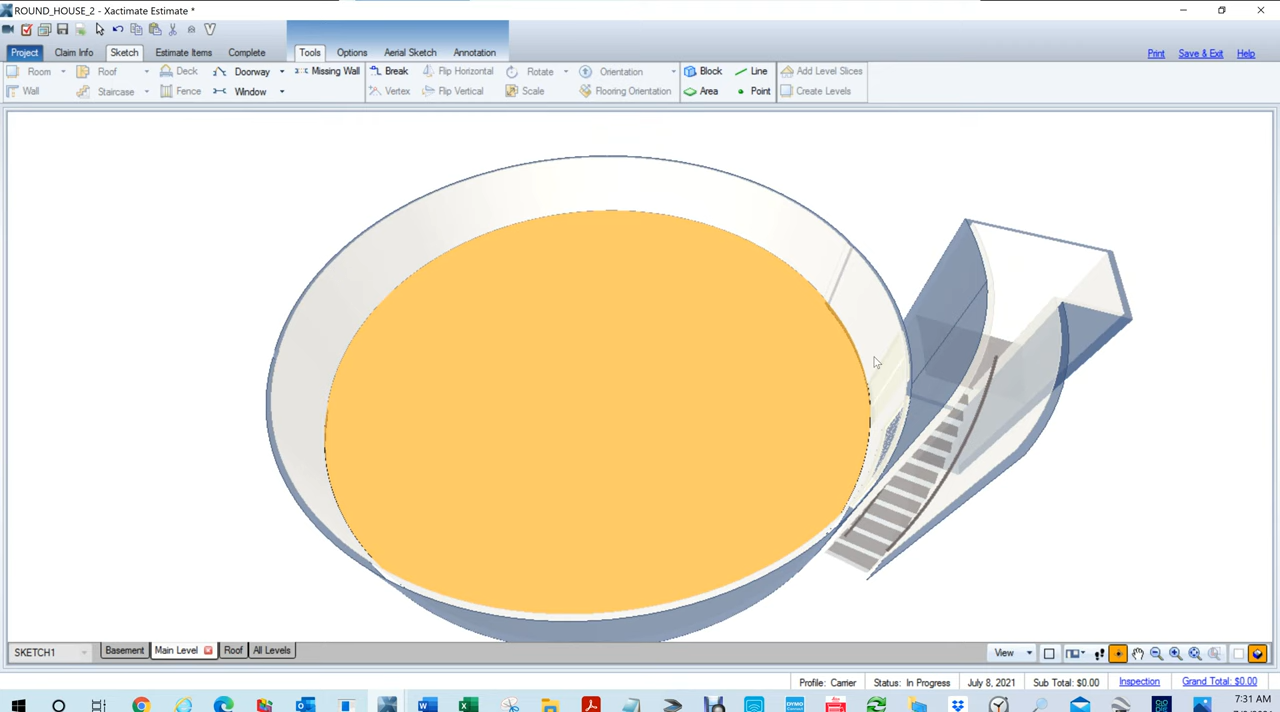 ROUND_HOUSE_2 - Xactimate Estimate *
Project Claim Info Sketch Estimate Items Complete Tools Options Aerial Sketch Annotation Print Save & Exit Help
Room Roof Deck Doorway Missing Wall Break Flip Horizontal Rotate Orientation Block Line Add Level Slices
Wall Staircase Fence Window Vertex Flip Vertical Scale Flooring Orientation Area Point Create Levels
SKETCH1 Basement Main Level Roof All Levels View
Profile: Carrier Status: In Progress July 8, 2021 Sub Total: $0.00 Inspection Grand Total: $0.00
7:31 AM